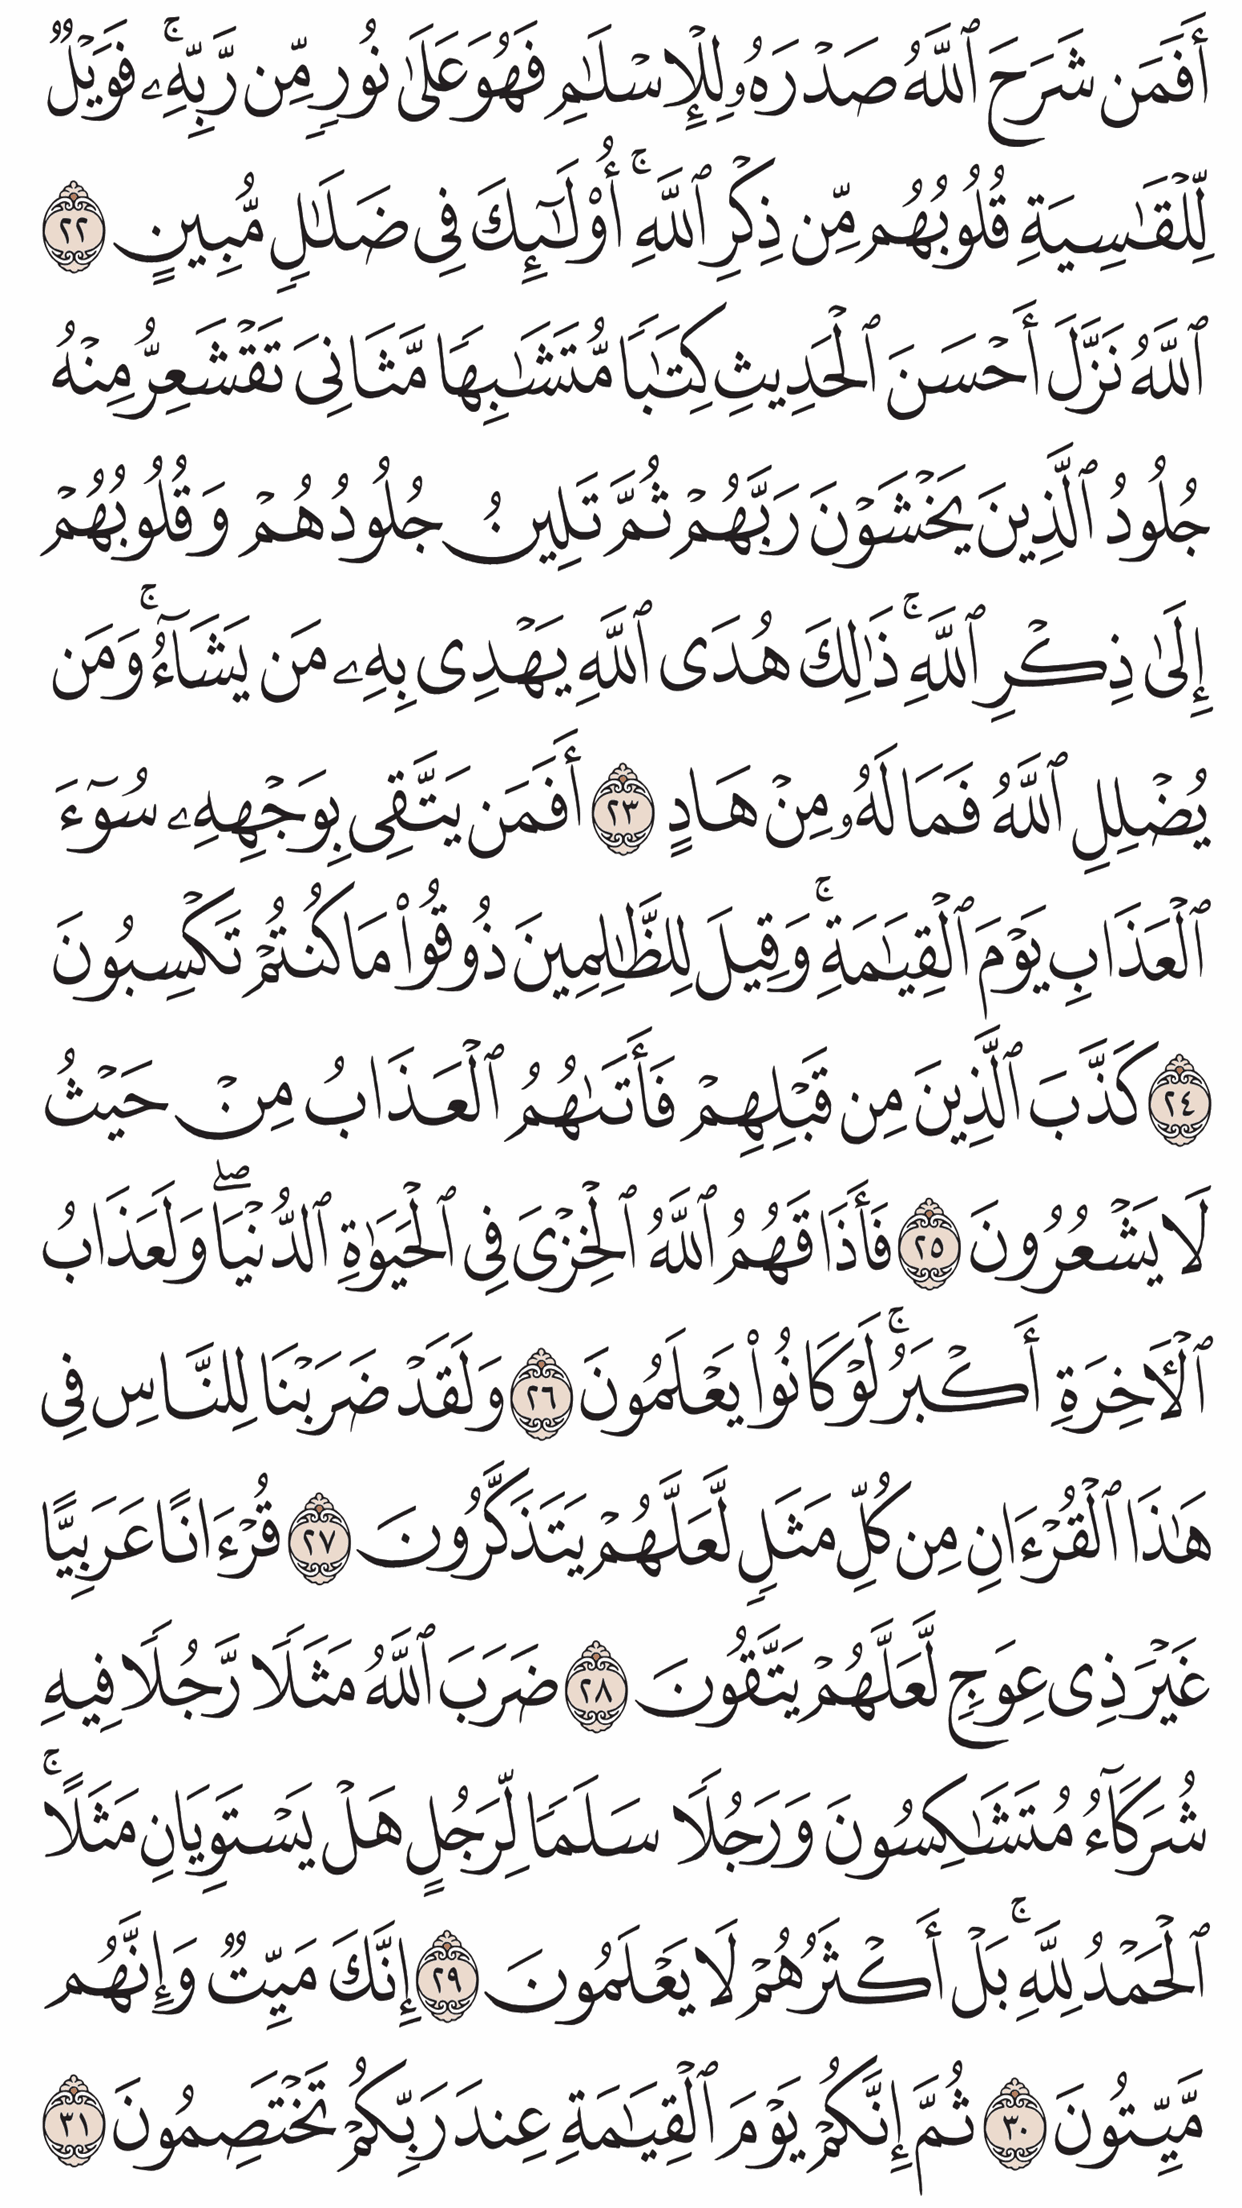 أَفَمَن شَرَحَ ٱللَّهُ صَدۡرَهُۥ لِلۡإِسۡلَٰمِ فَهُوَ عَلَىٰ نُورٖ مِّن رَّبِّهِۦۚ فَوَيۡلٞ
لِّلۡقَٰسِيَةِ قُلُوبُهُم مِّن ذِكۡرِ ٱللَّهِۚ أُوْلَٰٓئِكَ فِي ضَلَٰلٖ مُّبِينٍ ٢٢
ٱللَّهُ نَزَّلَ أَحۡسَنَ ٱلۡحَدِيثِ كِتَٰبٗا مُّتَشَٰبِهٗا مَّثَانِيَ تَقۡشَعِرُّ مِنۡهُ
جُلُودُ ٱلَّذِينَ يَخۡشَوۡنَ رَبَّهُمۡ ثُمَّ تَلِينُ جُلُودُهُمۡ وَقُلُوبُهُمۡ
إِلَىٰ ذِكۡرِ ٱللَّهِۚ ذَٰلِكَ هُدَى ٱللَّهِ يَهۡدِي بِهِۦ مَن يَشَآءُۚ وَمَن
يُضۡلِلِ ٱللَّهُ فَمَا لَهُۥ مِنۡ هَادٍ ٢٣ أَفَمَن يَتَّقِي بِوَجۡهِهِۦ سُوٓءَ
ٱلۡعَذَابِ يَوۡمَ ٱلۡقِيَٰمَةِۚ وَقِيلَ لِلظَّٰلِمِينَ ذُوقُواْ مَا كُنتُمۡ تَكۡسِبُونَ
٢٤ كَذَّبَ ٱلَّذِينَ مِن قَبۡلِهِمۡ فَأَتَىٰهُمُ ٱلۡعَذَابُ مِنۡ حَيۡثُ
لَا يَشۡعُرُونَ ٢٥ فَأَذَاقَهُمُ ٱللَّهُ ٱلۡخِزۡيَ فِي ٱلۡحَيَوٰةِ ٱلدُّنۡيَاۖ وَلَعَذَابُ
ٱلۡأٓخِرَةِ أَكۡبَرُۚ لَوۡ كَانُواْ يَعۡلَمُونَ ٢٦ وَلَقَدۡ ضَرَبۡنَا لِلنَّاسِ فِي
هَٰذَا ٱلۡقُرۡءَانِ مِن كُلِّ مَثَلٖ لَّعَلَّهُمۡ يَتَذَكَّرُونَ ٢٧ قُرۡءَانًا عَرَبِيًّا
غَيۡرَ ذِي عِوَجٖ لَّعَلَّهُمۡ يَتَّقُونَ ٢٨ ضَرَبَ ٱللَّهُ مَثَلٗا رَّجُلٗا فِيهِ
شُرَكَآءُ مُتَشَٰكِسُونَ وَرَجُلٗا سَلَمٗا لِّرَجُلٍ هَلۡ يَسۡتَوِيَانِ مَثَلًاۚ
ٱلۡحَمۡدُ لِلَّهِۚ بَلۡ أَكۡثَرُهُمۡ لَا يَعۡلَمُونَ ٢٩ إِنَّكَ مَيِّتٞ وَإِنَّهُم
مَّيِّتُونَ ٣٠ ثُمَّ إِنَّكُمۡ يَوۡمَ ٱلۡقِيَٰمَةِ عِندَ رَبِّكُمۡ تَخۡتَصِمُونَ ٣١